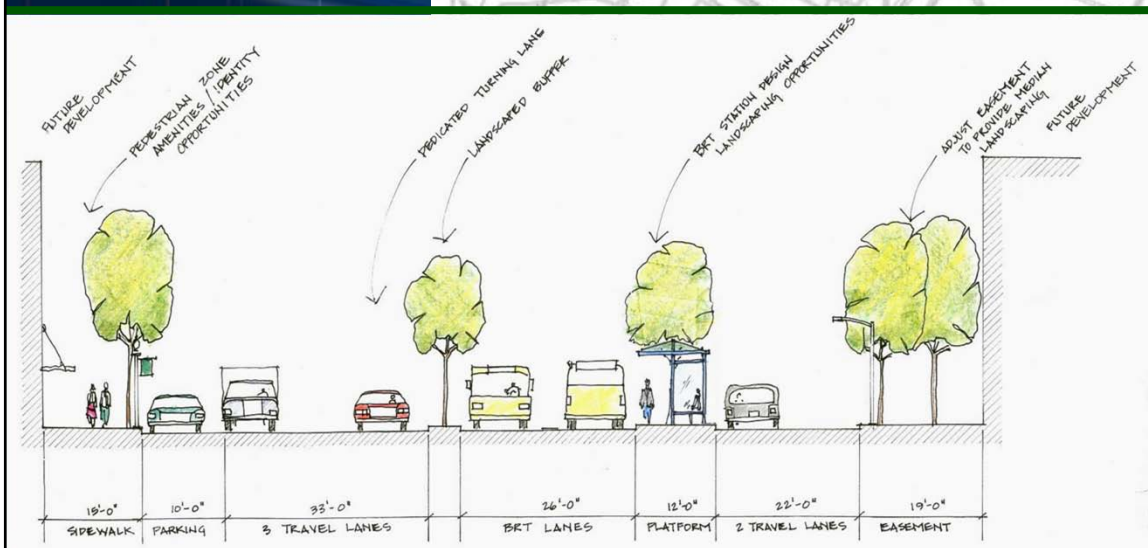 FUTURE
DEVELOPMENT
PEDESTRIAN ZONE
AMENITIES / IDENTITY
OPPORTUNITIES
DEDICATED TURNING LANE
LANDSCAPED BUFFER
BRT STATION DESIGN
LANDSCAPING OPPORTUNITIES
ADJUST EASEMENT
TO PROVIDE MEDIAN
LANDSCAPING
FUTURE
DEVELOPMENT
15'-0" 10'-0" 33'-0" 26'-0" 12'-0" 22'-0" 19'-0"
SIDEWALK PARKING 3 TRAVEL LANES BRT LANES PLATFORM 2 TRAVEL LANES EASEMENT